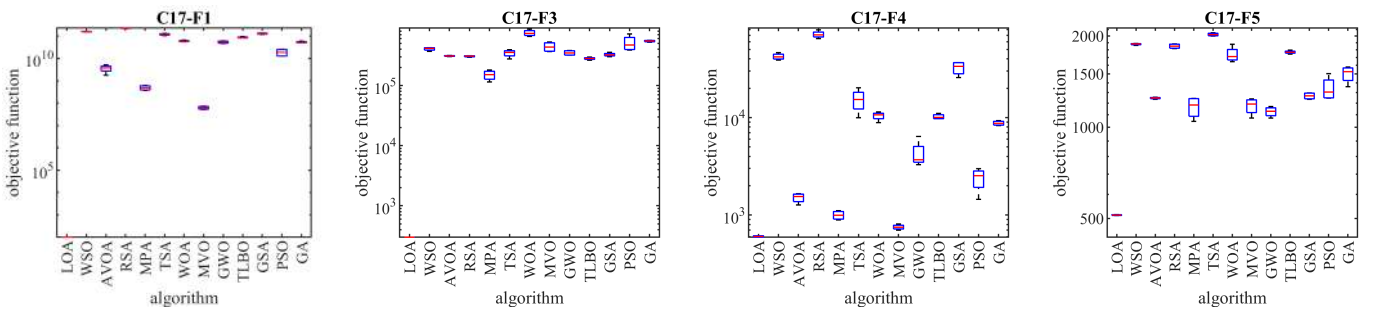 C17-F1
objective function
10^10
10^5
LOA
WSO
AVOA
RSA
MPA
TSA
WOA
MVO
GWO
TLBO
GSA
PSO
GA
algorithm
C17-F3
objective function
10^5
10^4
10^3
LOA
WSO
AVOA
RSA
MPA
TSA
WOA
MVO
GWO
TLBO
GSA
PSO
GA
algorithm
C17-F4
objective function
10^4
10^3
LOA
WSO
AVOA
RSA
MPA
TSA
WOA
MVO
GWO
TLBO
GSA
PSO
GA
algorithm
C17-F5
objective function
2000
1500
1000
500
LOA
WSO
AVOA
RSA
MPA
TSA
WOA
MVO
GWO
TLBO
GSA
PSO
GA
algorithm